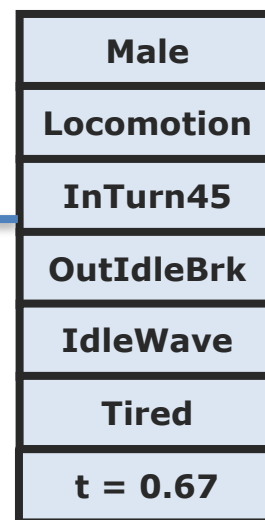 Male
Locomotion
InTurn45
OutIdleBrk
IdleWave
Tired
t = 0.67